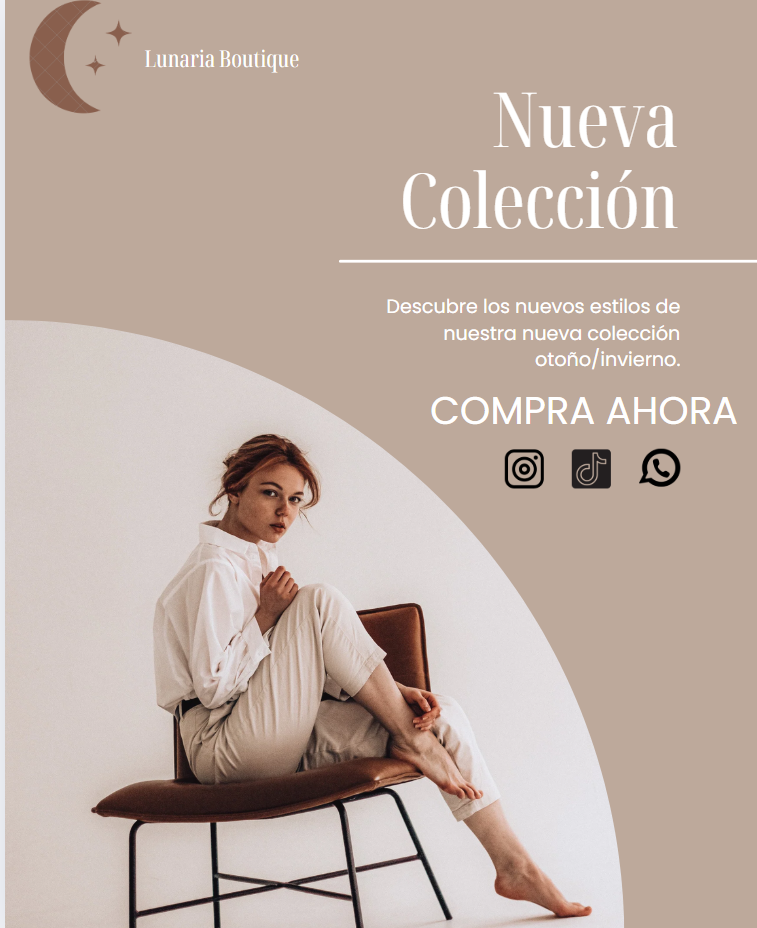 Lunaria Boutique
Nueva
Colección
Descubre los nuevos estilos de
nuestra nueva colección
otoño/invierno.
COMPRA AHORA